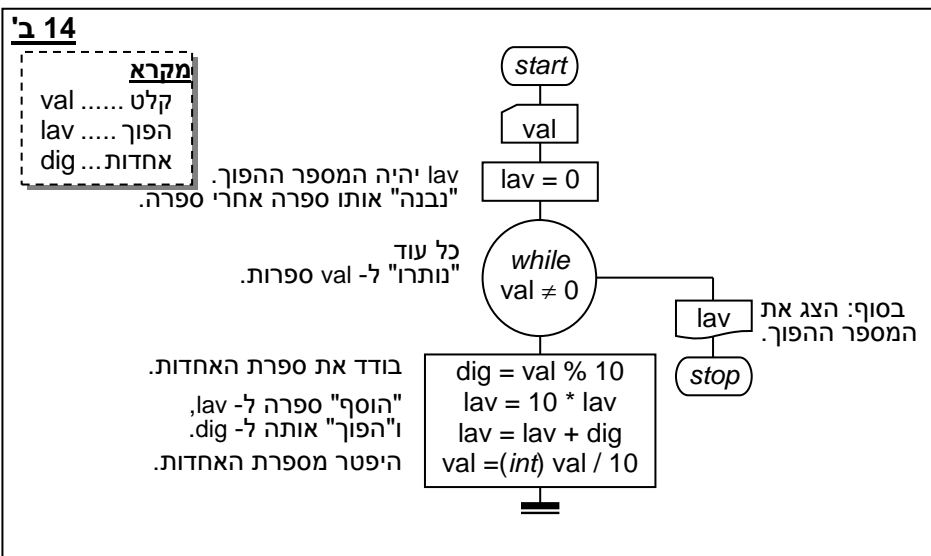 14 ב'
מקרא
קלט ...... val
הפוך ..... lav
אחדות ... dig
start
val
lav יהיה המספר ההפוך.
"נבנה" אותו ספרה אחרי ספרה.
lav = 0
כל עוד
"נותרו" ל- val ספרות.
while
val ≠ 0
lav
בסוף: הצג את
המספר ההפוך.
stop
בודד את ספרת האחדות.
"הוסף" ספרה ל- lav,
ו"הפוך" אותה ל- dig.
היפטר מספרת האחדות.
dig = val % 10
lav = 10 * lav
lav = lav + dig
val =(int) val / 10